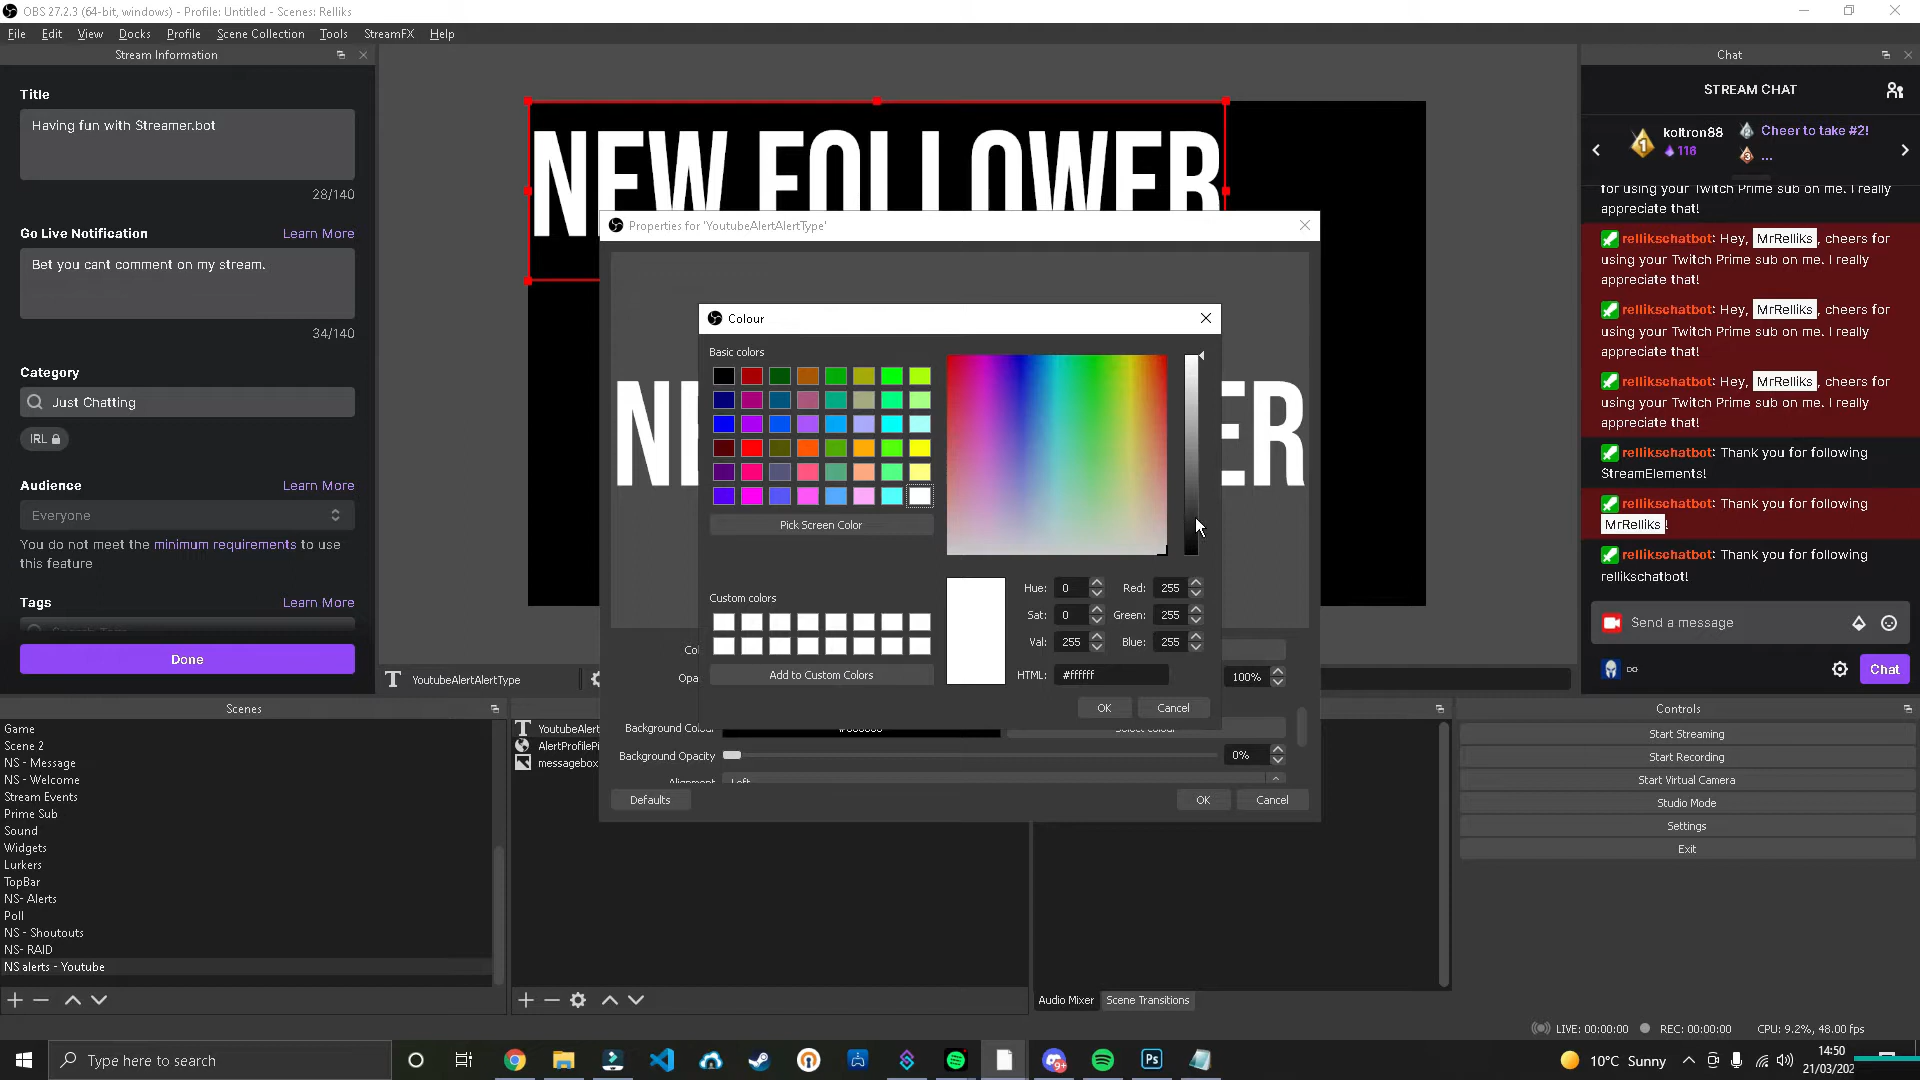 OBS 27.2.3 (64-bit, windows) - Profile: Untitled - Scenes: Relliks
File Edit View Docks Profile Scene Collection Tools StreamFX Help
Stream Information
Title
Having fun with Streamer.bot
28/140
Go Live Notification Learn More
Bet you cant comment on my stream.
34/140
Category
Just Chatting
IRL
Audience Learn More
Everyone
You do not meet the minimum requirements to use
this feature
Tags Learn More
Done
NEW FOLLOWER
Properties for 'YoutubeAlertAlertType'
Colour
Basic colors
Pick Screen Color
Custom colors
Add to Custom Colors
Hue: 0 Red: 255
Sat: 0 Green: 255
Val: 255 Blue: 255
HTML: #ffffff
OK Cancel
NE
ER
Co
Opa
100%
Background Colour
Background Opacity 0%
Alignment Left
Defaults OK Cancel
YoutubeAlertAlertType
Chat
STREAM CHAT
1 koltron88 116
2 Cheer to take #2!
3 ...
for using your Twitch Prime sub on me. I really
appreciate that!
rellikschatbot: Hey, MrRelliks, cheers for
using your Twitch Prime sub on me. I really
appreciate that!
rellikschatbot: Hey, MrRelliks, cheers for
using your Twitch Prime sub on me. I really
appreciate that!
rellikschatbot: Hey, MrRelliks, cheers for
using your Twitch Prime sub on me. I really
appreciate that!
rellikschatbot: Thank you for following
StreamElements!
rellikschatbot: Thank you for following
MrRelliks!
rellikschatbot: Thank you for following
rellikschatbot!
Send a message
∞
Chat
Scenes
Game
Scene 2
NS - Message
NS - Welcome
Stream Events
Prime Sub
Sound
Widgets
Lurkers
TopBar
NS- Alerts
Poll
NS - Shoutouts
NS- RAID
NS alerts - Youtube
YoutubeAlert
AlertProfilePi
messagebox
Audio Mixer Scene Transitions
Controls
Start Streaming
Start Recording
Start Virtual Camera
Studio Mode
Settings
Exit
LIVE: 00:00:00 REC: 00:00:00 CPU: 9.2%, 48.00 fps
Type here to search
Ps
10°C Sunny
14:50
21/03/202